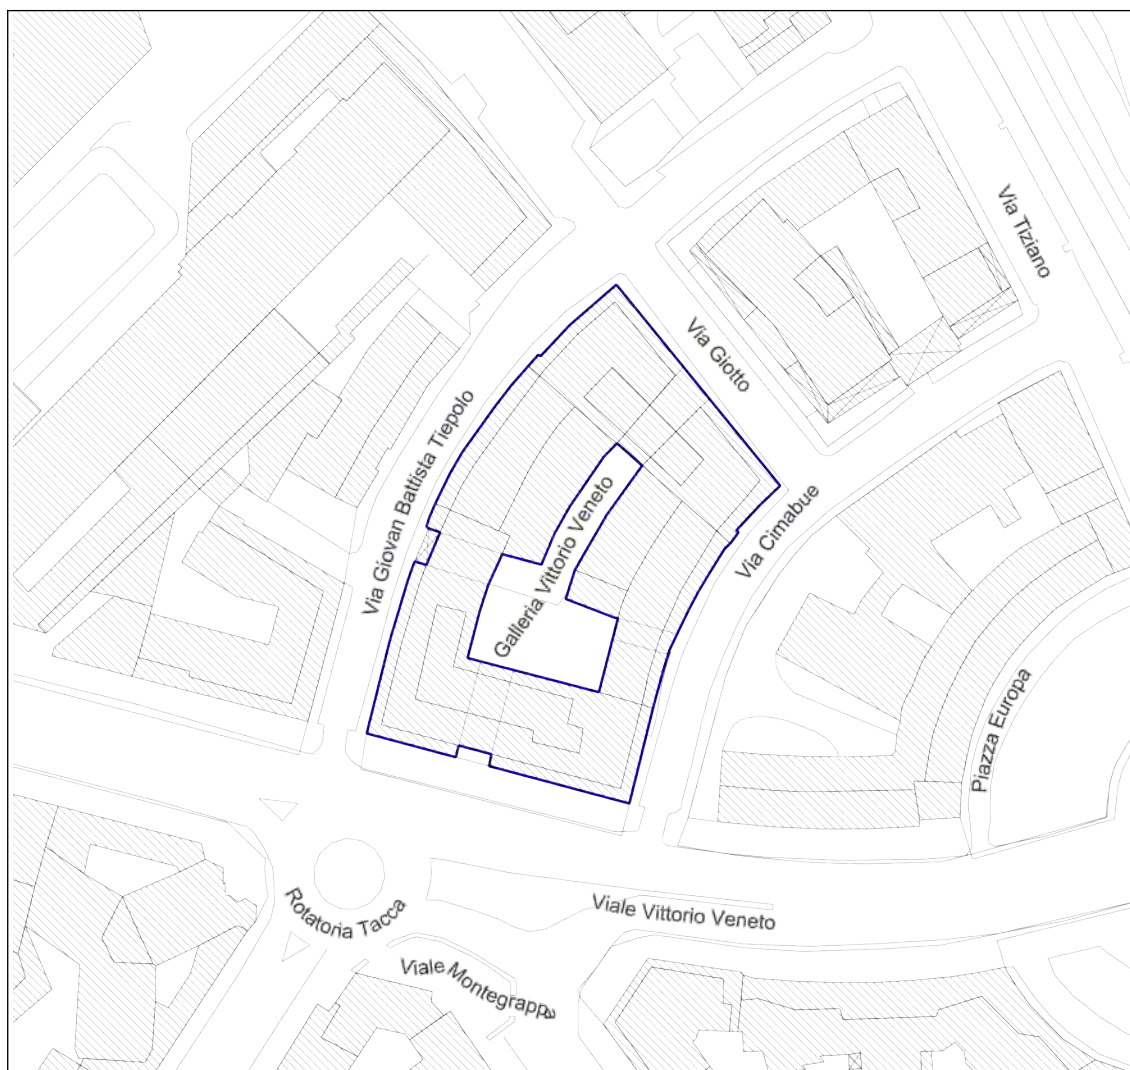 Via Tiziano
Via Giotto
Via Giovan Battista Tiepolo
Galleria Vittorio Veneto
Via Cimabue
Piazza Europa
Rotatoria Tacca
Viale Vittorio Veneto
Viale Montegrappa